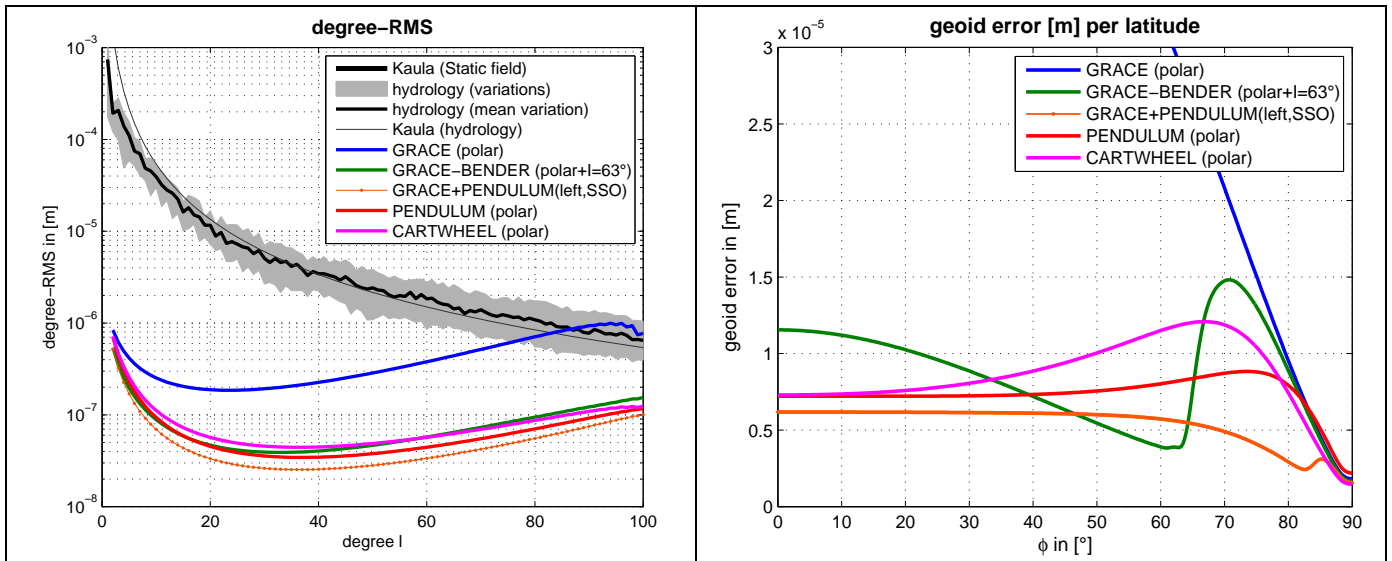 degree−RMS
10⁻³
10⁻⁴
10⁻⁵
10⁻⁶
10⁻⁷
10⁻⁸
degree−RMS in [m]
Kaula (Static field)
hydrology (variations)
hydrology (mean variation)
Kaula (hydrology)
GRACE (polar)
GRACE−BENDER (polar+I=63°)
GRACE+PENDULUM(left,SSO)
PENDULUM (polar)
CARTWHEEL (polar)
0 20 40 60 80 100
degree l
geoid error [m] per latitude
x 10⁻⁵
3
2.5
2
1.5
1
0.5
0
geoid error in [m]
GRACE (polar)
GRACE−BENDER (polar+I=63°)
GRACE+PENDULUM(left,SSO)
PENDULUM (polar)
CARTWHEEL (polar)
0 10 20 30 40 50 60 70 80 90
ϕ in [°]